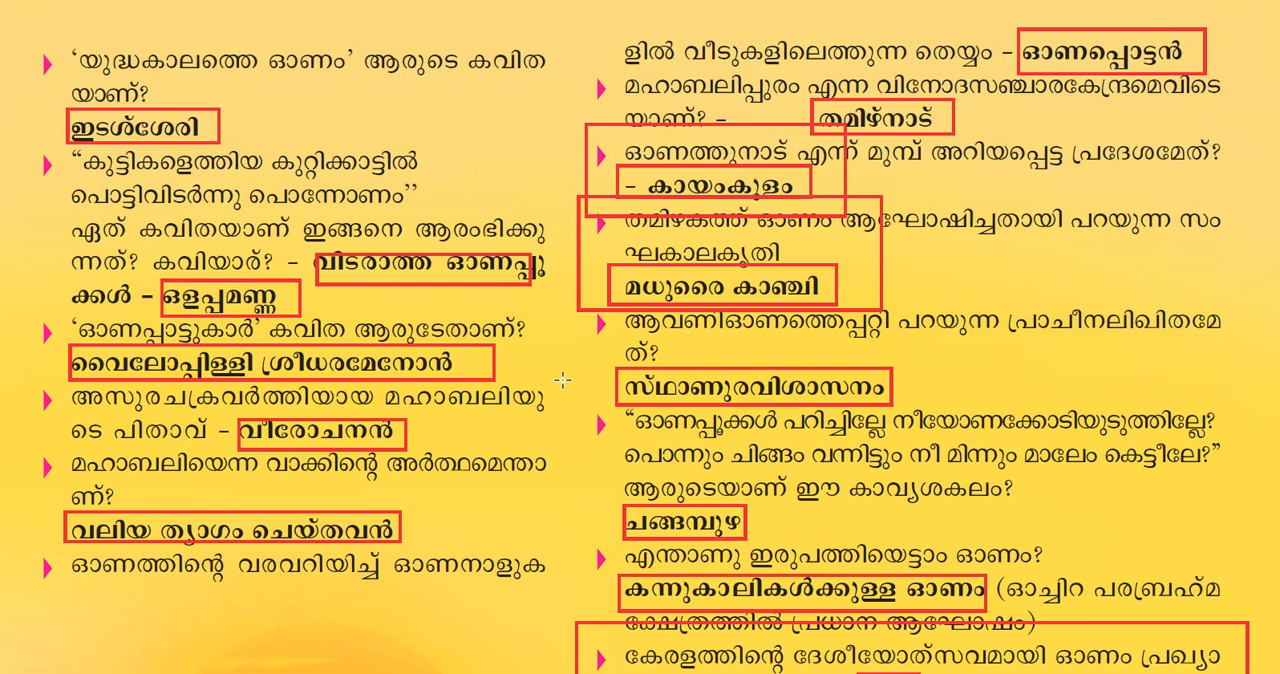 ‘യുദ്ധകാലത്തെ ഓണം’ ആരുടെ കവിത
യാണ്?
ഇടശ്ശേരി
“കുട്ടികളെത്തിയ കുറ്റിക്കാട്ടിൽ
പൊട്ടിവിടർന്നു പൊന്നോണം’’
ഏത് കവിതയാണ് ഇങ്ങനെ ആരംഭിക്കു
ന്നത്? കവിയാര്? – വിടരാത്ത ഓണപ്പൂ
ക്കൾ – ഒളപ്പമണ്ണ
‘ഓണപ്പാട്ടുകാർ’ കവിത ആരുടേതാണ്?
വൈലോപ്പിള്ളി ശ്രീധരമേനോൻ
അസുരചക്രവർത്തിയായ മഹാബലിയു
ടെ പിതാവ് – വീരോചനൻ
മഹാബലിയെന്ന വാക്കിന്റെ അർത്ഥമെന്താ
ണ്?
വലിയ ത്യാഗം ചെയ്തവൻ
ഓണത്തിന്റെ വരവറിയിച്ച് ഓണനാളുക
ളിൽ വീടുകളിലെത്തുന്ന തെയ്യം – ഓണപ്പൊട്ടൻ
മഹാബലിപ്പുരം എന്ന വിനോദസഞ്ചാരകേന്ദ്രമെവിടെ
യാണ്? – തമിഴ്നാട്
ഓണത്തുനാട് എന്ന് മുമ്പ് അറിയപ്പെട്ട പ്രദേശമേത്?
– കായംകുളം
തമിഴകത്ത് ഓണം ആഘോഷിച്ചതായി പറയുന്ന സം
ഘകാലകൃതി
മധുരൈ കാഞ്ചി
ആവണിഓണത്തെപ്പറ്റി പറയുന്ന പ്രാചീനലിഖിതമേ
ത്?
സ്ഥാണുരവിശാസനം
“ഓണപ്പൂക്കൾ പറിച്ചില്ലേ നീയോണക്കോടിയുടുത്തില്ലേ?
പൊന്നും ചിങ്ങം വന്നിട്ടും നീ മിന്നും മാലേം കെട്ടീലേ?”
ആരുടെയാണ് ഈ കാവ്യശകലം?
ചങ്ങമ്പുഴ
എന്താണു ഇരുപത്തിയെട്ടാം ഓണം?
കന്നുകാലികൾക്കുള്ള ഓണം (ഓച്ചിറ പരബ്രഹ്മ
ക്ഷേത്രത്തിൽ പ്രധാന ആഘോഷം)
കേരളത്തിന്റെ ദേശീയോത്സവമായി ഓണം പ്രഖ്യാ